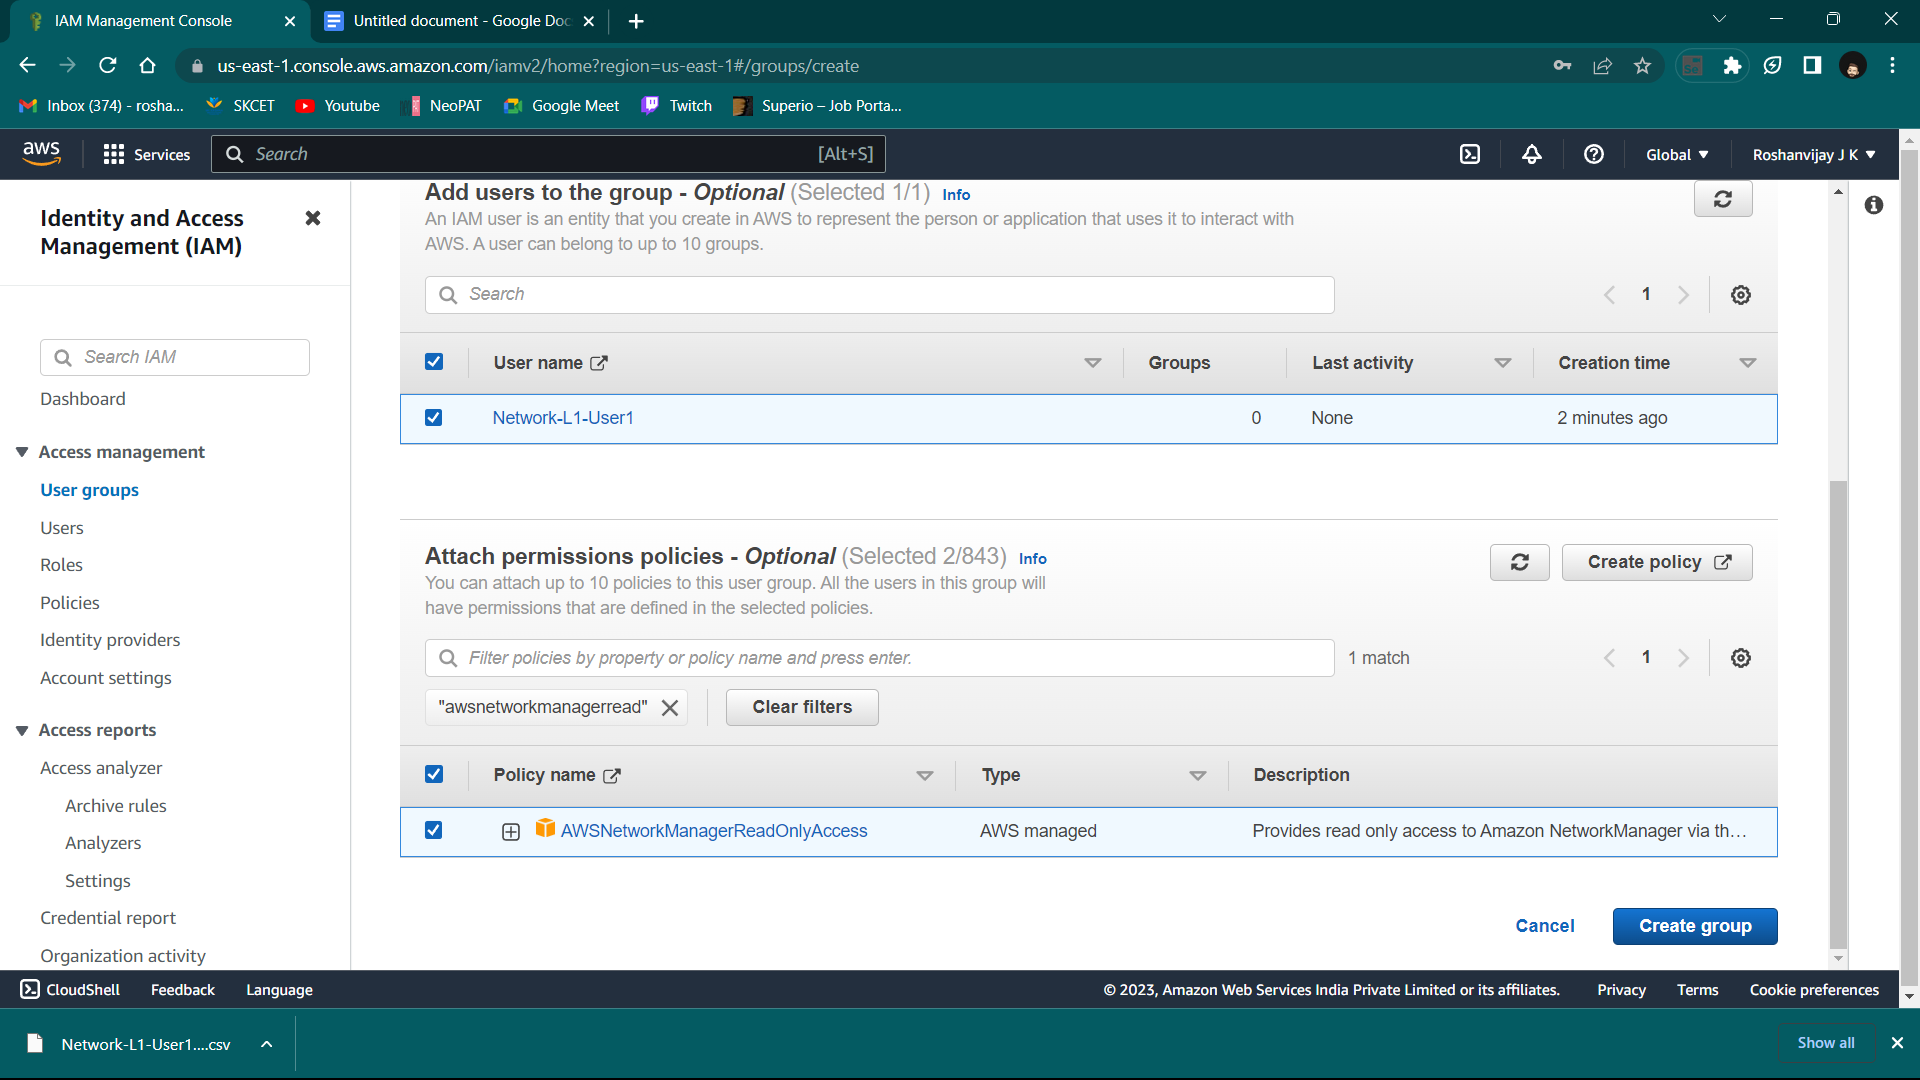 IAM Management Console
Untitled document - Google Doc
us-east-1.console.aws.amazon.com/iamv2/home?region=us-east-1#/groups/create
Inbox (374) - rosha...
SKCET
Youtube
NeoPAT
Google Meet
Twitch
Superio – Job Porta...
aws
Services
Search
[Alt+S]
Global
Roshanvijay J K
Identity and Access
Management (IAM)
Search IAM
Dashboard
Access management
User groups
Users
Roles
Policies
Identity providers
Account settings
Access reports
Access analyzer
Archive rules
Analyzers
Settings
Credential report
Organization activity
Add users to the group - Optional (Selected 1/1) Info
An IAM user is an entity that you create in AWS to represent the person or application that uses it to interact with
AWS. A user can belong to up to 10 groups.
Search
1
User name
Groups
Last activity
Creation time
Network-L1-User1
0
None
2 minutes ago
Attach permissions policies - Optional (Selected 2/843) Info
You can attach up to 10 policies to this user group. All the users in this group will
have permissions that are defined in the selected policies.
Create policy
Filter policies by property or policy name and press enter.
1 match
1
"awsnetworkmanagerread"
Clear filters
Policy name
Type
Description
AWSNetworkManagerReadOnlyAccess
AWS managed
Provides read only access to Amazon NetworkManager via th...
Cancel
Create group
CloudShell
Feedback
Language
© 2023, Amazon Web Services India Private Limited or its affiliates.
Privacy
Terms
Cookie preferences
Network-L1-User1....csv
Show all